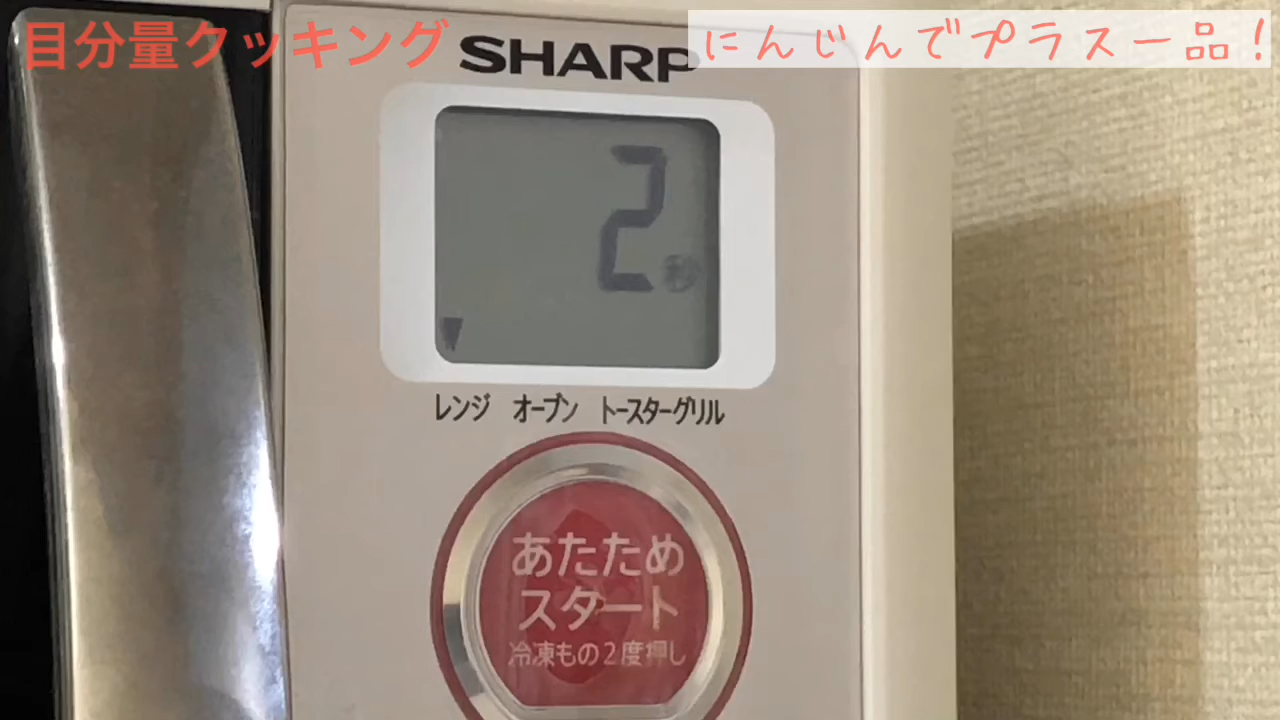 目分量クッキング
にんじんでプラス一品！
SHARP
2秒
レンジ オーブン トースターグリル
あたため
スタート
冷凍もの2度押し